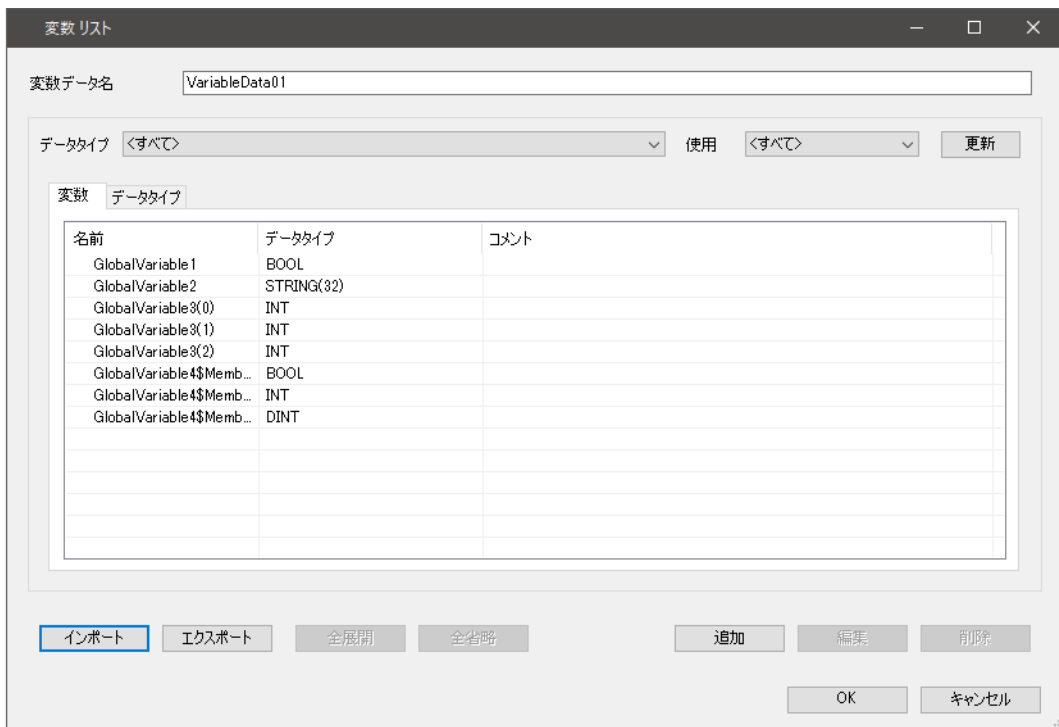 変数 リスト
変数データ名 VariableData01
データタイプ <すべて> 使用 <すべて> 更新
変数 データタイプ
名前 データタイプ コメント
GlobalVariable1 BOOL
GlobalVariable2 STRING(32)
GlobalVariable3(0) INT
GlobalVariable3(1) INT
GlobalVariable3(2) INT
GlobalVariable4$Memb... BOOL
GlobalVariable4$Memb... INT
GlobalVariable4$Memb... DINT
インポート エクスポート 全展開 全省略 追加 編集 削除
OK キャンセル